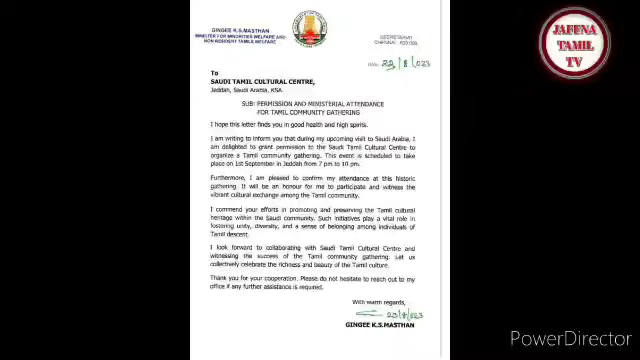 GINGEE K.S.MASTHAN
MINISTER FOR MINORITIES WELFARE AND
NON RESIDENT TAMILS WELFARE
SECRETARIAT
CHENNAI
JAFFNA
TAMIL
TV
To
SAUDI TAMIL CULTURAL CENTRE,
Jeddah, Saudi Arabia, KSA.
SUB: PERMISSION AND MINISTERIAL ATTENDANCE
FOR TAMIL COMMUNITY GATHERING
I hope this letter finds you in good health and high spirits.
I am writing to inform you that during my upcoming visit to Saudi Arabia, I
am delighted to grant permission to the Saudi Tamil Cultural Centre to
organize a Tamil community gathering. This event is scheduled to take
place on 1st September in Jeddah from 7 pm to 10 pm.
Furthermore, I am pleased to confirm my attendance at this historic
gathering. It will be an honour for me to participate and witness the
vibrant cultural exchange among the Tamil community.
I commend your efforts in promoting and preserving the Tamil cultural
heritage within the Saudi community. Such initiatives play a vital role in
fostering unity, diversity, and a sense of belonging among individuals of
Tamil descent.
I look forward to collaborating with Saudi Tamil Cultural Centre and
witnessing the success of the Tamil community gathering. Let us
collectively celebrate the richness and beauty of the Tamil culture.
Thank you for your cooperation. Please do not hesitate to reach out to my
office if any further assistance is required.
With warm regards,
GINGEE K.S.MASTHAN
PowerDirector